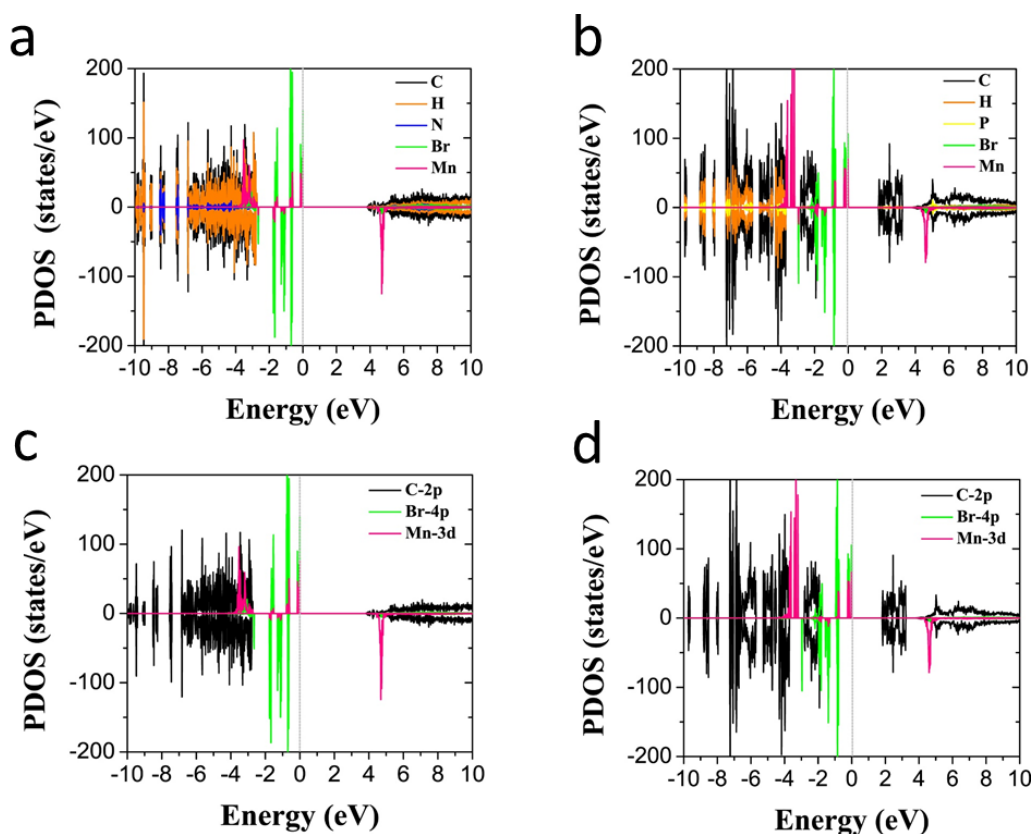 a
200
100
0
-100
-200
PDOS (states/eV)
C
H
N
Br
Mn
-10 -8 -6 -4 -2 0 2 4 6 8 10
Energy (eV)
b
200
100
0
-100
-200
PDOS (states/eV)
C
H
P
Br
Mn
-10 -8 -6 -4 -2 0 2 4 6 8 10
Energy (eV)
c
200
100
0
-100
-200
PDOS (states/eV)
C-2p
Br-4p
Mn-3d
-10 -8 -6 -4 -2 0 2 4 6 8 10
Energy (eV)
d
200
100
0
-100
-200
PDOS (states/eV)
C-2p
Br-4p
Mn-3d
-10 -8 -6 -4 -2 0 2 4 6 8 10
Energy (eV)